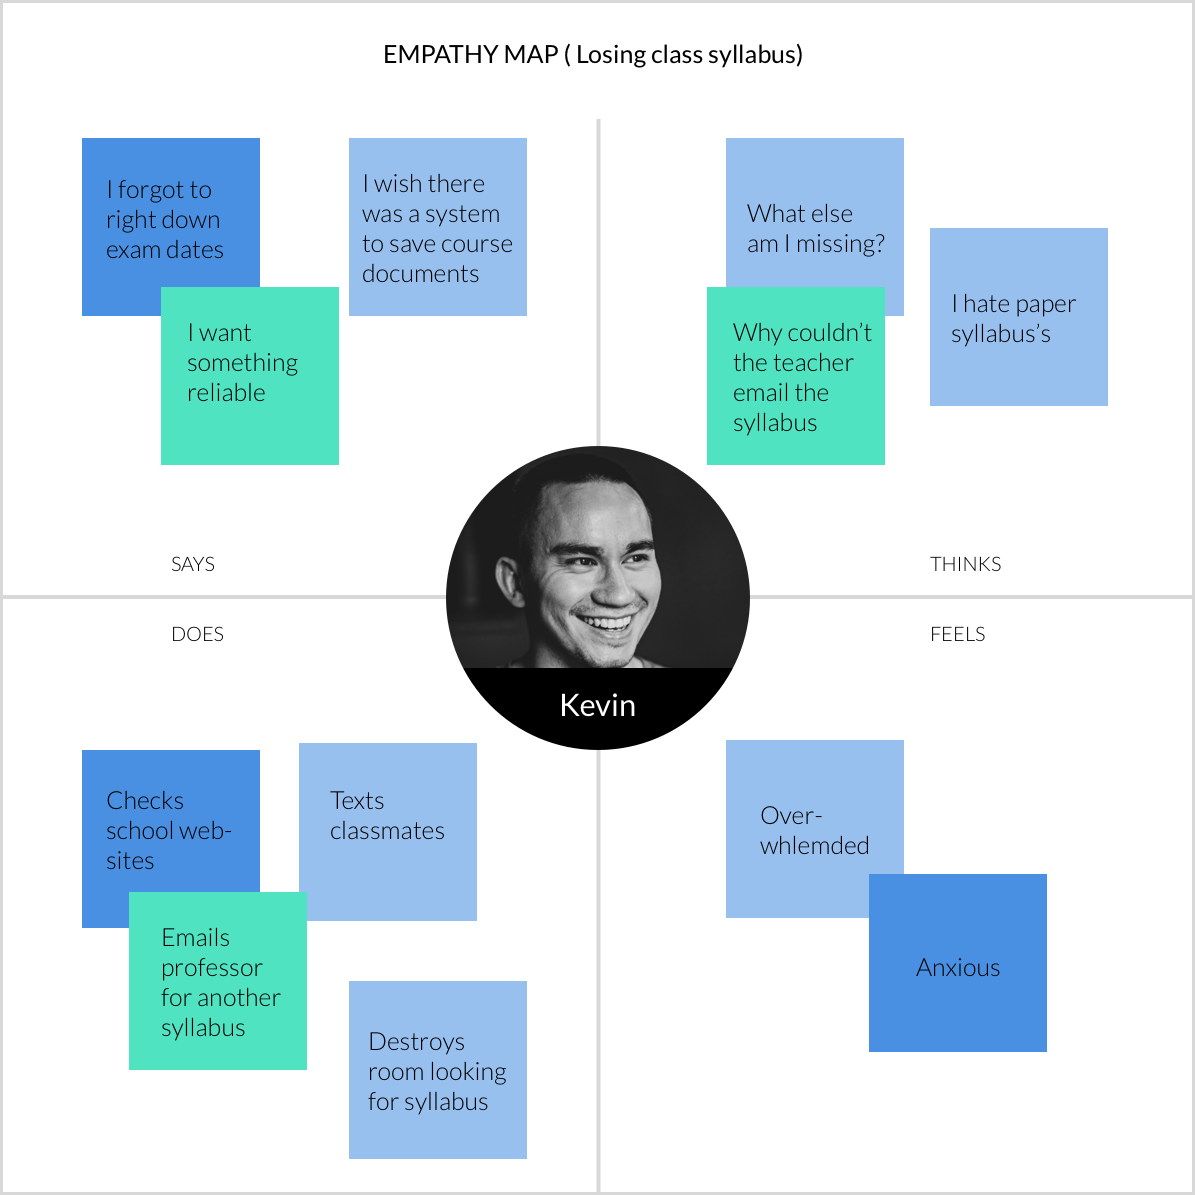 EMPATHY MAP ( Losing class syllabus)
I forgot to
right down
exam dates
I wish there
was a system
to save course
documents
I want
something
reliable
SAYS
What else
am I missing?
I hate paper
syllabus’s
Why couldn’t
the teacher
email the
syllabus
THINKS
Kevin
DOES
Checks
school web-
sites
Texts
classmates
Emails
professor
for another
syllabus
Destroys
room looking
for syllabus
FEELS
Over-
whlemded
Anxious